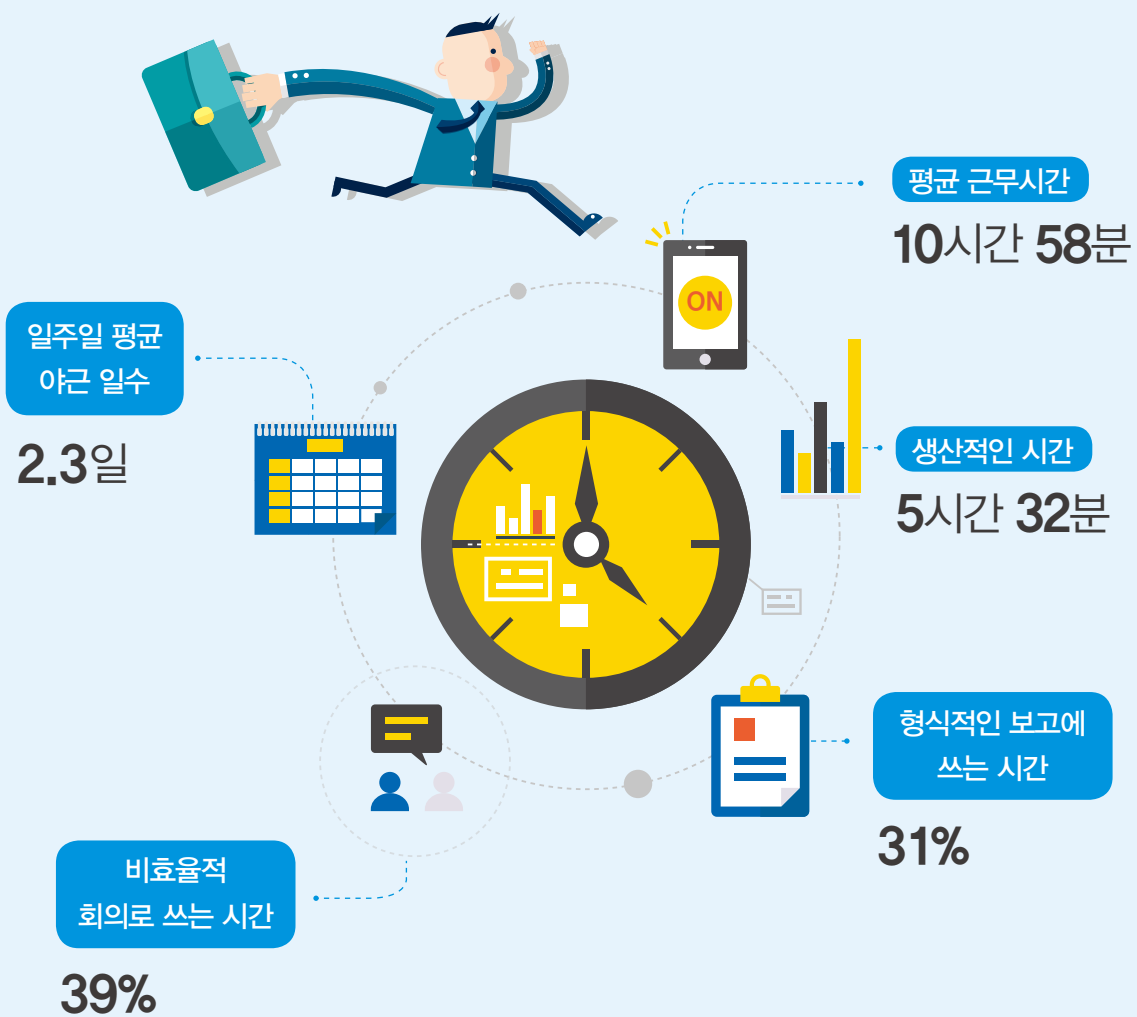 평균 근무시간
10시간 58분
ON
일주일 평균
야근 일수
2.3일
생산적인 시간
5시간 32분
형식적인 보고에
쓰는 시간
31%
비효율적
회의로 쓰는 시간
39%